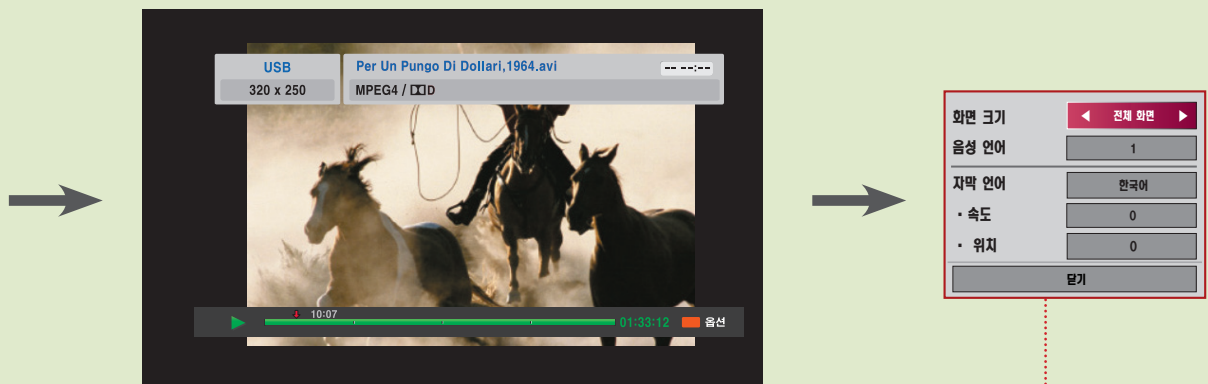 USB
320 x 250
Per Un Pungo Di Dollari,1964.avi
-- --:--
MPEG4 / D
10:07
01:33:12
옵션
화면 크기
전체 화면
음성 언어
1
자막 언어
한국어
· 속도
0
· 위치
0
닫기